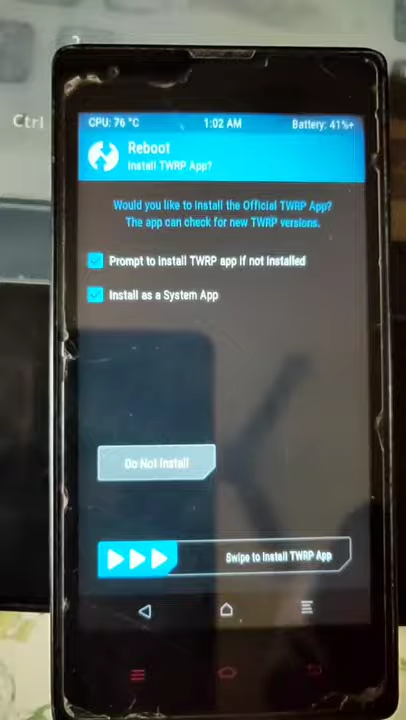 Ctrl
CPU: 76 °C 1:02 AM Battery: 41%+
Reboot
Install TWRP App?
Would you like to install the Official TWRP App?
The app can check for new TWRP versions.
Prompt to install TWRP app if not installed
Install as a System App
Do Not Install
Swipe to Install TWRP App